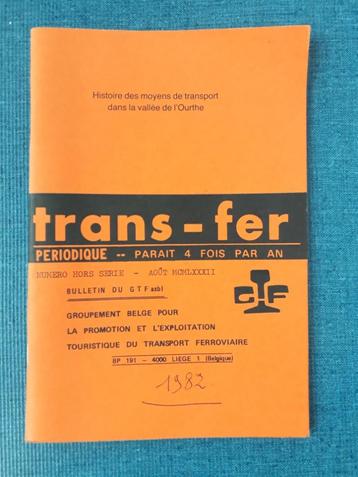 Histoire des moyens de transport
dans la vallée de l'Ourthe
trans-fer
PERIODIQUE -- PARAIT 4 FOIS PAR AN
NUMERO HORS SERIE - AOÛT MCMLXXXII
BULLETIN DU GTF asbl
GTF
GROUPEMENT BELGE POUR
LA PROMOTION ET L'EXPLOITATION
TOURISTIQUE DU TRANSPORT FERROVIAIRE
BP 191 - 4000 LIEGE 1 (Belgique)
1982